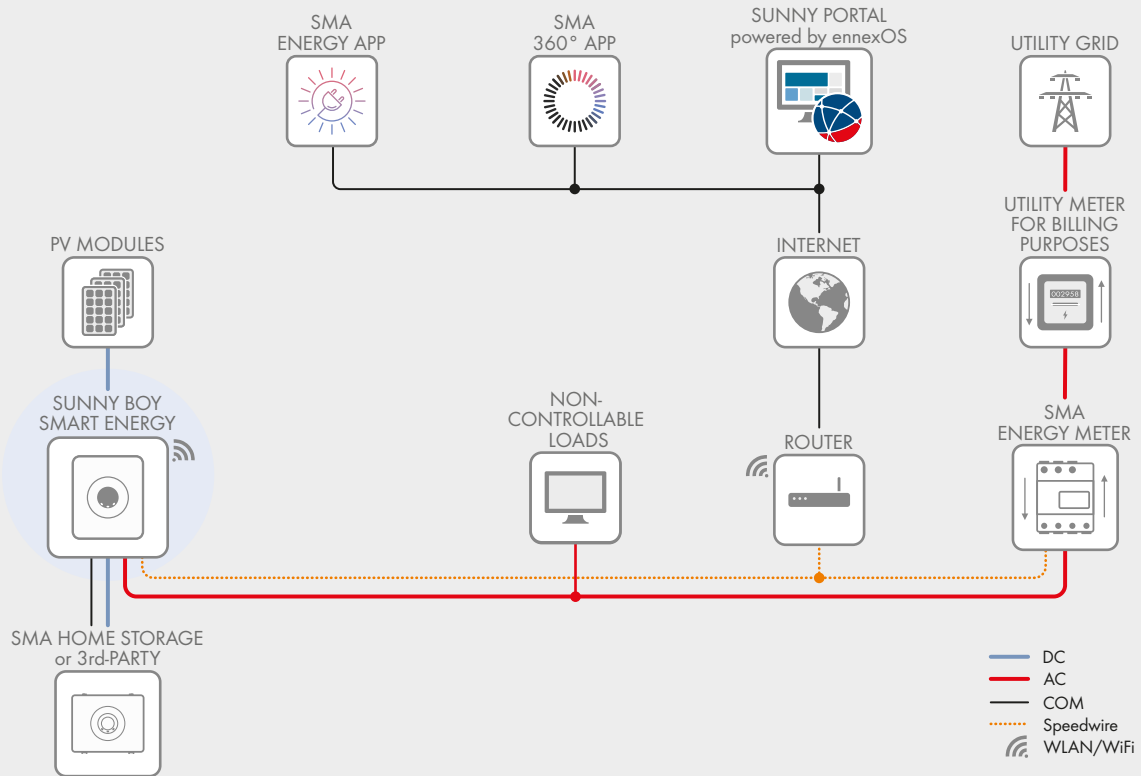 SMA
ENERGY APP
SMA
360° APP
SUNNY PORTAL
powered by ennexOS
UTILITY GRID
UTILITY METER
FOR BILLING
PURPOSES
002958
PV MODULES
INTERNET
SUNNY BOY
SMART ENERGY
NON-
CONTROLLABLE
LOADS
ROUTER
SMA
ENERGY METER
SMA HOME STORAGE
or 3rd-PARTY
DC
AC
COM
Speedwire
WLAN/WiFi